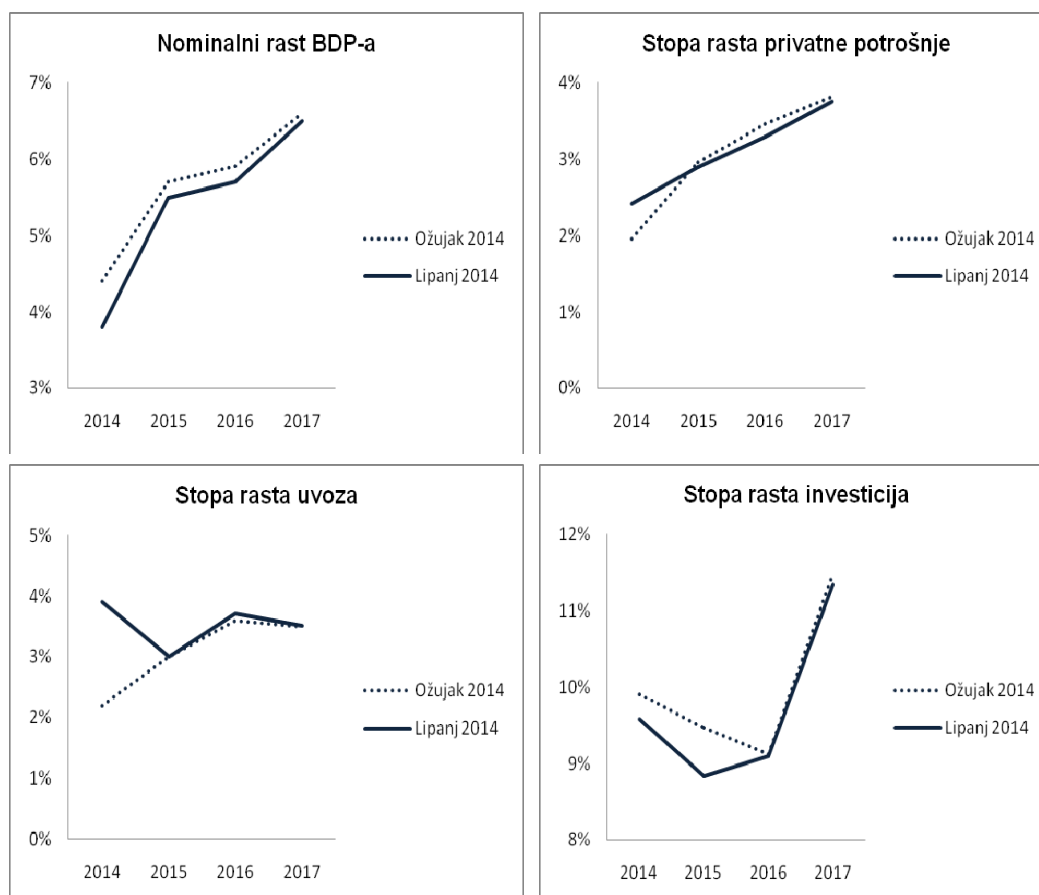 Nominalni rast BDP-a
7%
6%
5%
4%
3%
2014 2015 2016 2017
Ožujak 2014
Lipanj 2014
Stopa rasta privatne potrošnje
4%
3%
2%
1%
0%
2014 2015 2016 2017
Ožujak 2014
Lipanj 2014
Stopa rasta uvoza
5%
4%
3%
2%
1%
0%
2014 2015 2016 2017
Ožujak 2014
Lipanj 2014
Stopa rasta investicija
12%
11%
10%
9%
8%
2014 2015 2016 2017
Ožujak 2014
Lipanj 2014